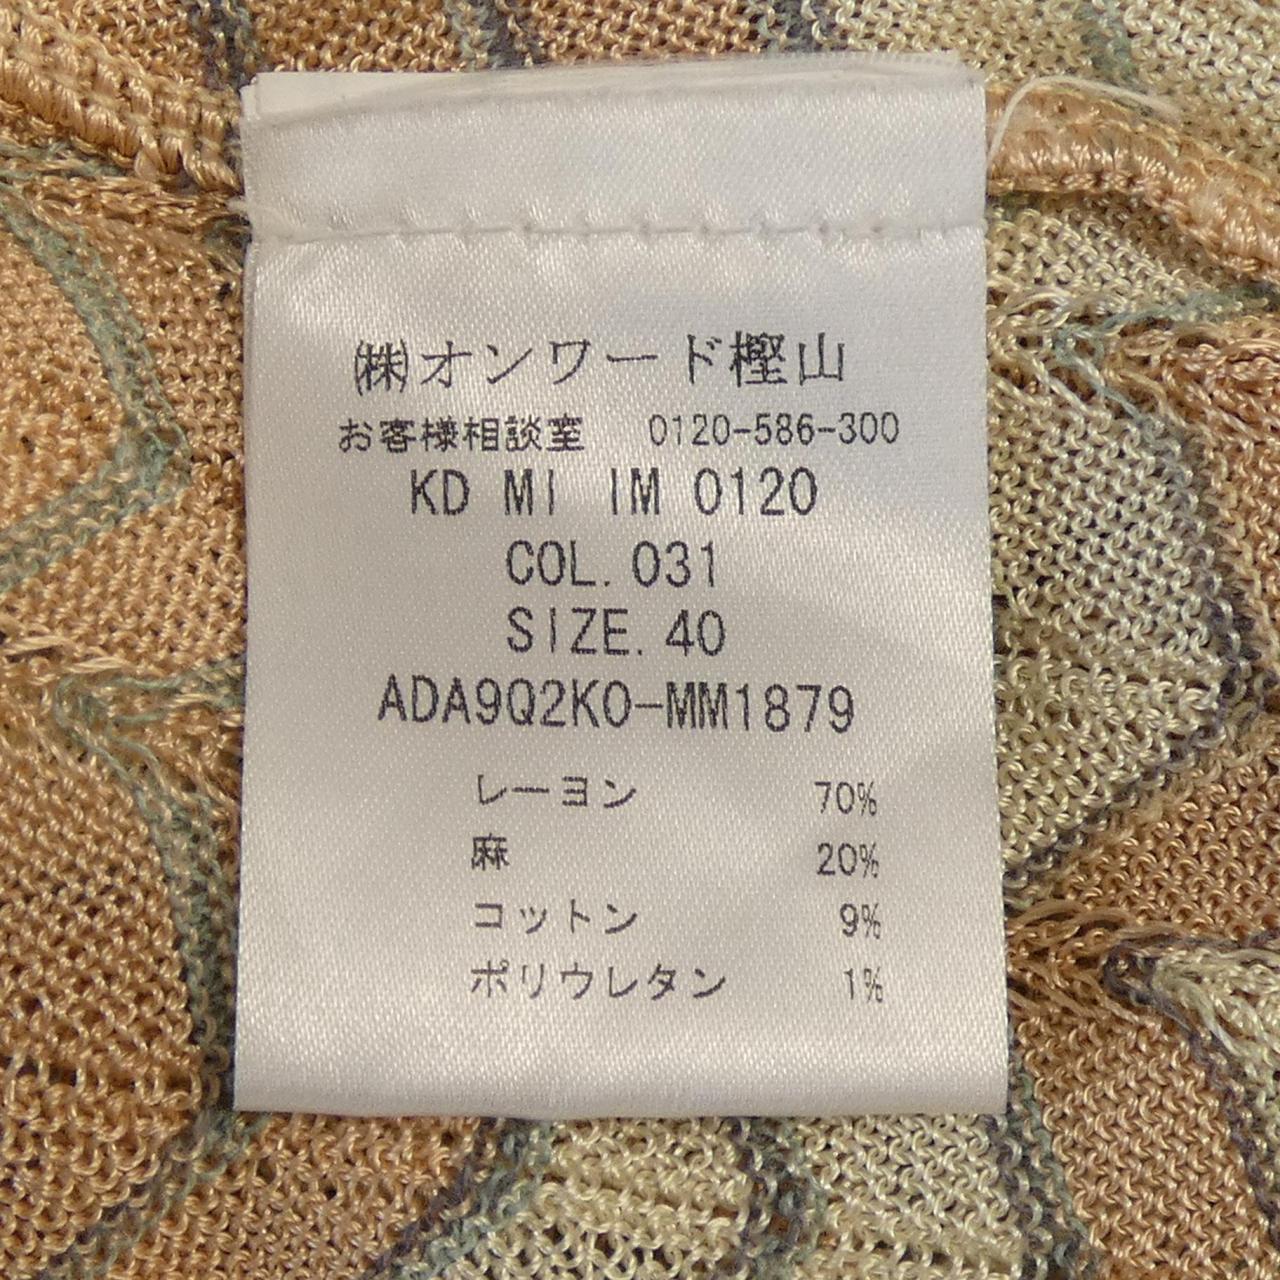 ㈱オンワード樫山
お客様相談室 0120-586-300
KD MI IM 0120
COL. 031
SIZE. 40
ADA9Q2KO-MM1879
レーヨン 70%
麻 20%
コットン 9%
ポリウレタン 1%